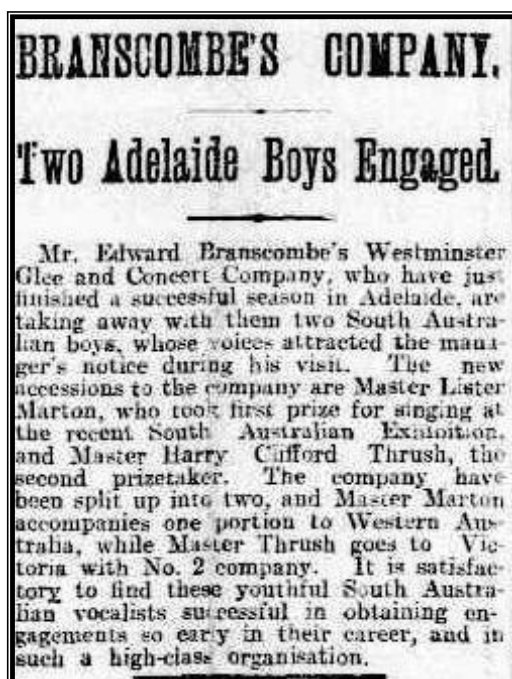 BRANSCOMBE'S COMPANY.
Two Adelaide Boys Engaged.
Mr. Edward Branscombe's Westminster
Glee and Concert Company, who have just
finished a successful season in Adelaide, are
taking away with them two South Austra-
lian boys, whose voices attracted the mana-
ger's notice during his visit. The new
accessions to the company are Master Lister
Marton, who took first prize for singing at
the recent South Australian Exhibition,
and Master Harry Clifford Thrush, the
second prizetaker. The company have
been split up into two, and Master Marton
accompanies one portion to Western Aus-
tralia, while Master Thrush goes to Vic-
toria with No. 2 company. It is satisfac-
tory to find these youthful South Austra-
lian vocalists successful in obtaining en-
gagements so early in their career, and in
such a high-class organisation.